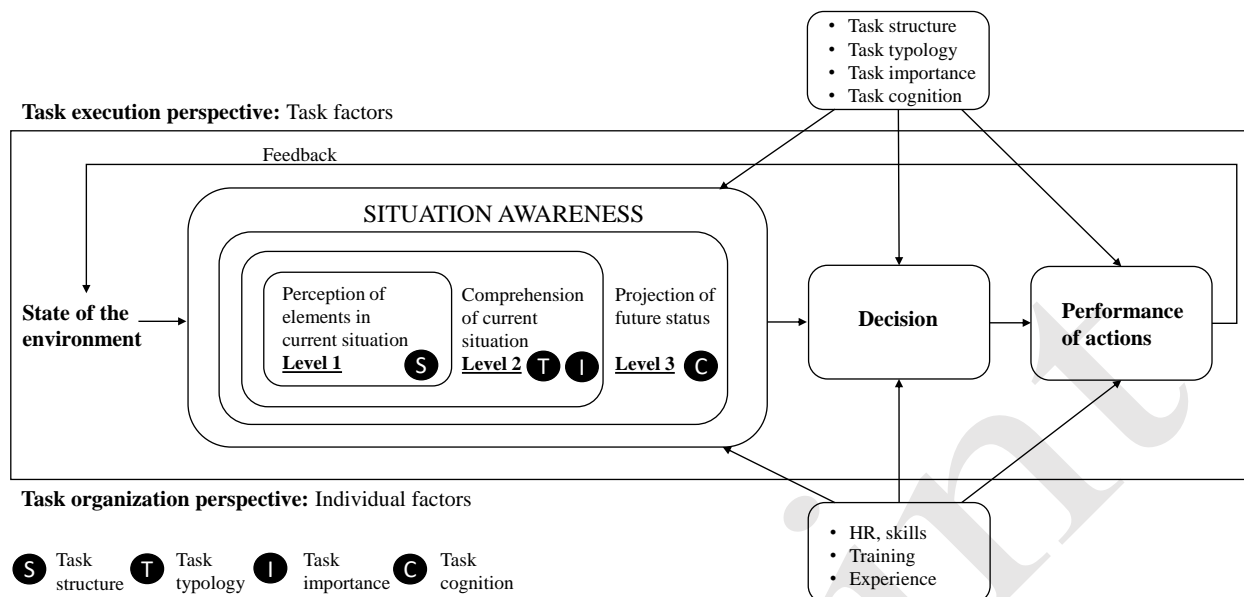 • Task structure
• Task typology
• Task importance
• Task cognition
Task execution perspective: Task factors
Feedback
SITUATION AWARENESS
State of the
environment
Perception of
elements in
current situation
Level 1
S
Comprehension
of current
situation
Level 2
T
I
Projection of
future status
Level 3
C
Decision
Performance
of actions
Task organization perspective: Individual factors
• HR, skills
• Training
• Experience
S
Task
structure
T
Task
typology
I
Task
importance
C
Task
cognition
int